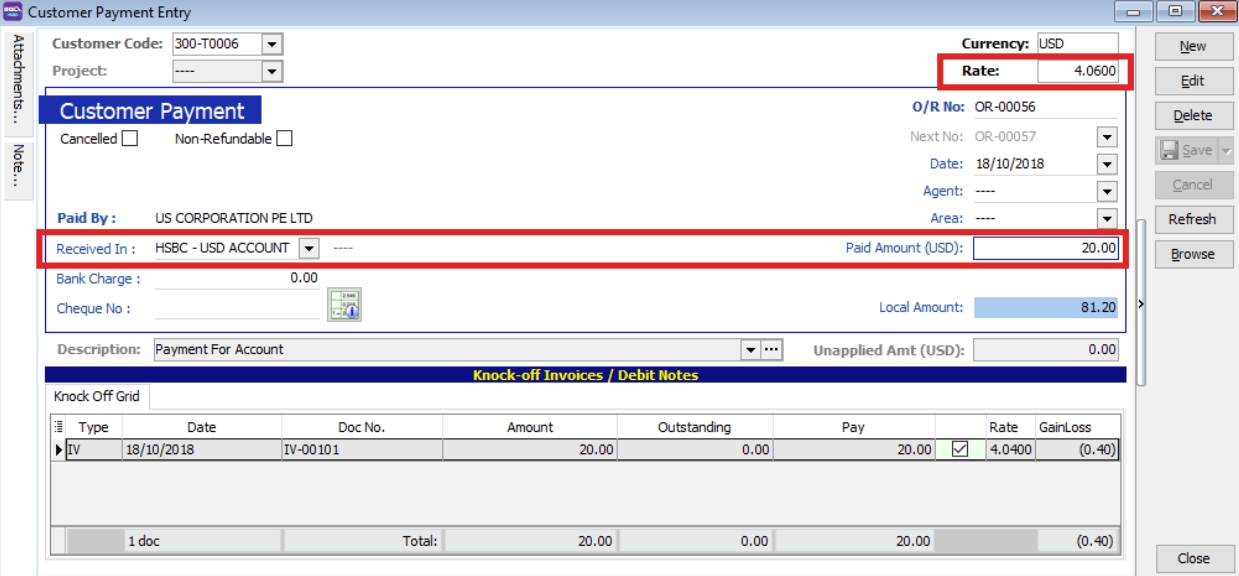 Customer Payment Entry
Attachments...
Note...
Customer Code: 300-T0006 Currency: USD
Project: ---- Rate: 4.0600
Customer Payment O/R No: OR-00056
Cancelled Non-Refundable Next No: OR-00057
Date: 18/10/2018
Agent: ----
Paid By : US CORPORATION PE LTD Area: ----
Received In : HSBC - USD ACCOUNT ---- Paid Amount (USD): 20.00
Bank Charge : 0.00
Cheque No : Local Amount: 81.20
Description: Payment For Account Unapplied Amt (USD): 0.00
Knock-off Invoices / Debit Notes
Knock Off Grid
Type Date Doc No. Amount Outstanding Pay Rate GainLoss
IV 18/10/2018 IV-00101 20.00 0.00 20.00 4.0400 (0.40)
1 doc Total: 20.00 0.00 20.00 (0.40)
New
Edit
Delete
Save
Cancel
Refresh
Browse
Close